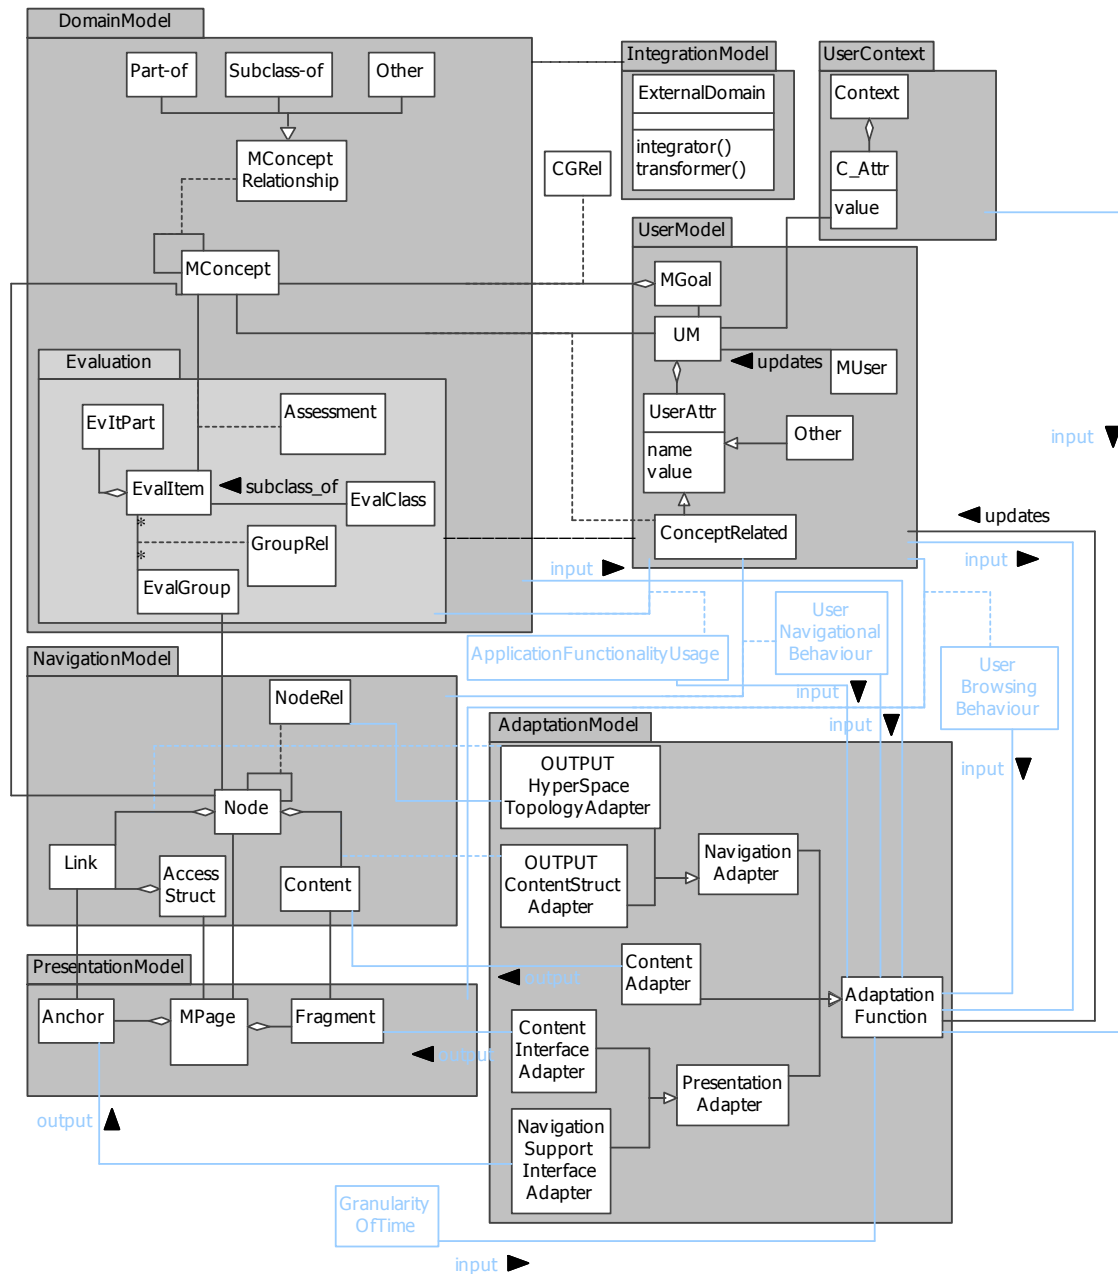 DomainModel
Part-of
Subclass-of
Other
MConcept
Relationship
MConcept
CGRel
IntegrationModel
ExternalDomain
integrator()
transformer()
UserContext
Context
C_Attr
value
UserModel
MGoal
UM
updates
MUser
UserAttr
name
value
Other
ConceptRelated
Evaluation
EvItPart
Assessment
EvalItem
subclass_of
EvalClass
*
*
GroupRel
EvalGroup
input
updates
input
input
ApplicationFunctionalityUsage
User
Navigational
Behaviour
User
Browsing
Behaviour
input
input
input
NavigationModel
NodeRel
Node
Link
Access
Struct
Content
PresentationModel
Anchor
MPage
Fragment
AdaptationModel
OUTPUT
HyperSpace
TopologyAdapter
OUTPUT
ContentStruct
Adapter
Navigation
Adapter
Content
Adapter
output
Adaptation
Function
Content
Interface
Adapter
output
Presentation
Adapter
Navigation
Support
Interface
Adapter
output
Granularity
OfTime
input